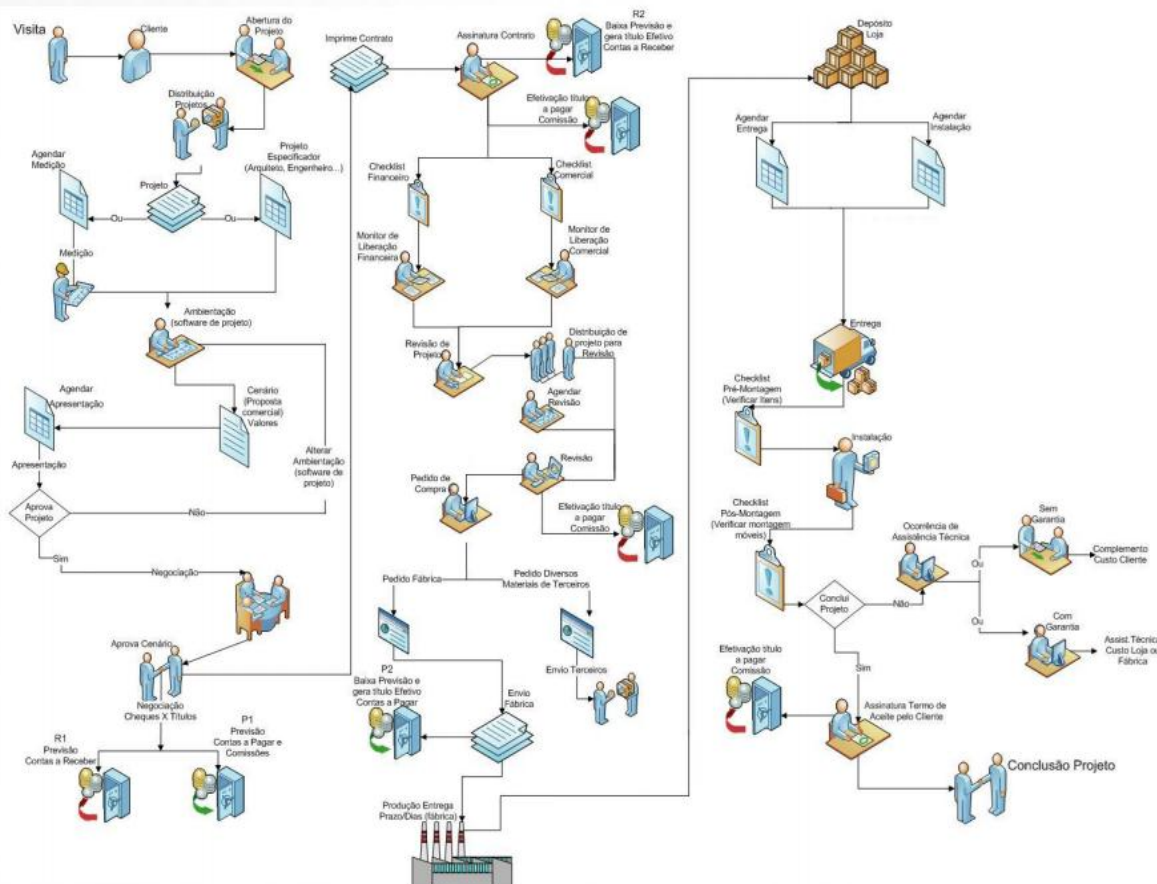 Visita
Cliente
Abertura do
Projeto
Distribuição
Projetos
Agendar
Medição
Projeto
Projeto
Especificador
(Arquiteto, Engenheiro...)
Ou
Ou
Medição
Ambientação
(software de projeto)
Agendar
Apresentação
Cenário
(Proposta
comercial)
Valores
Alterar
Ambientação
(software de
projeto)
Apresentação
Aprova
Projeto
Não
Sim
Negociação
Aprova Cenário
Negociação
Cheques X Títulos
R1
Previsão
Contas a Receber
P1
Previsão
Contas a Pagar e
Comissões
Imprime Contrato
Assinatura Contrato
R2
Baixa Previsão e
gera título Efetivo
Contas a Receber
Efetivação título
a pagar
Comissão
Checklist
Financeiro
Checklist
Comercial
Monitor de
Liberação
Financeira
Monitor de
Liberação
Comercial
Revisão de
Projeto
Distribuição de
projeto para
Revisão
Agendar
Revisão
Revisão
Pedido de
Compra
Efetivação título
a pagar
Comissão
Pedido Fábrica
Pedido Diversos
Materiais de Terceiros
P2
Baixa Previsão e
gera título Efetivo
Contas a Pagar
Envio
Fábrica
Envio Terceiros
Produção Entrega
Prazo/Dias (fábrica)
Depósito
Loja
Agendar
Entrega
Agendar
Instalação
Entrega
Checklist
Pré-Montagem
(Verificar itens)
Instalação
Checklist
Pós-Montagem
(Verificar montagem
móveis)
Conclui
Projeto
Não
Ocorrência de
Assistência Técnica
Ou
Ou
Sem
Garantia
Complemento
Custo Cliente
Com
Garantia
Assist.Técnica
Custo Loja ou
Fábrica
Sim
Efetivação título
a pagar
Comissão
Assinatura Termo de
Aceite pelo Cliente
Conclusão Projeto